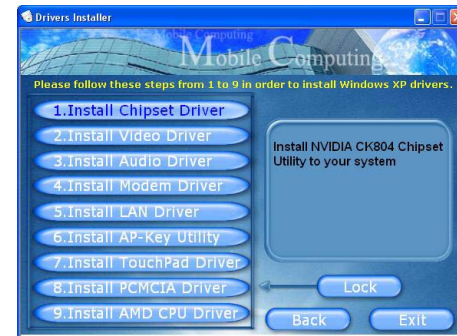 Drivers Installer
Mobile Computing
Mobile Computing
Please follow these steps from 1 to 9 in order to install Windows XP drivers.
1.Install Chipset Driver
2.Install Video Driver
3.Install Audio Driver
4.Install Modem Driver
5.Install LAN Driver
6.Install AP-Key Utility
7.Install TouchPad Driver
8.Install PCMCIA Driver
9.Install AMD CPU Driver
Install NVIDIA CK804 Chipset
Utility to your system
Lock
Back
Exit